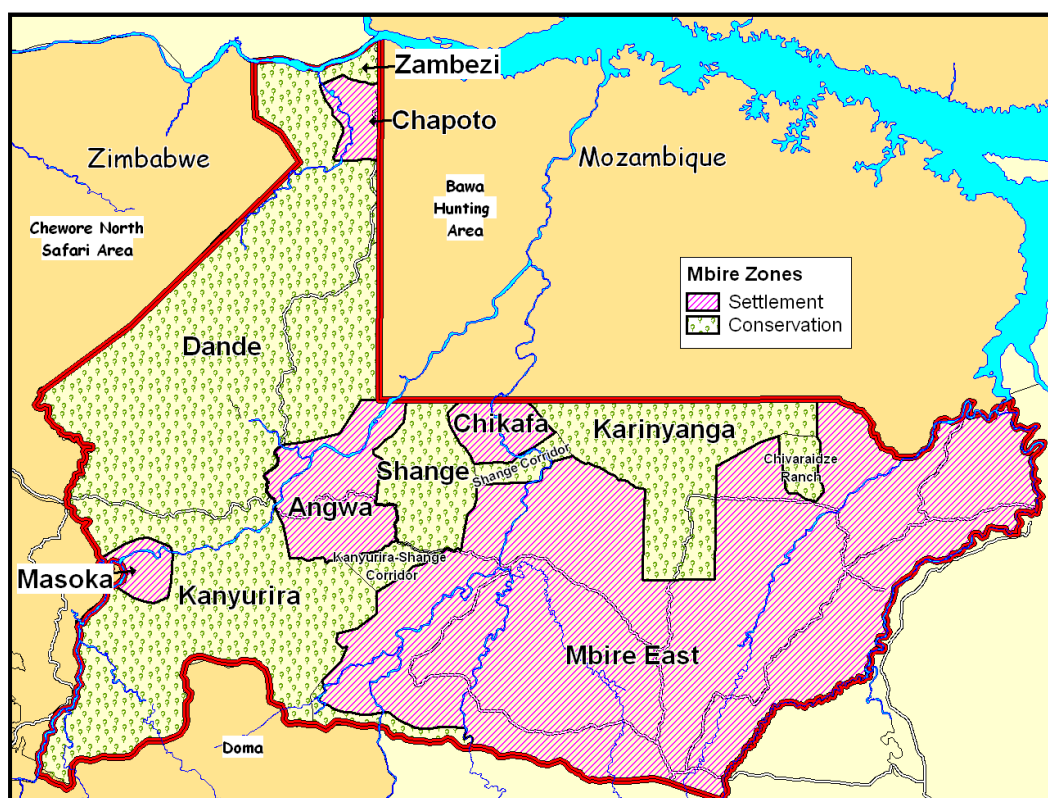 Zambezi
Chapoto
Zimbabwe
Mozambique
Bawa
Hunting
Area
Chewore North
Safari Area
Mbire Zones
Settlement
Conservation
Dande
Chikafa
Karinyanga
Shange
Shange Corridor
Chivaraidze
Ranch
Angwa
Kanyurira-Shange
Corridor
Masoka
Kanyurira
Mbire East
Doma